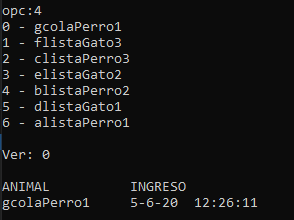 opc:4
0 - gcolaPerro1
1 - flistaGato3
2 - clistaPerro3
3 - elistaGato2
4 - blistaPerro2
5 - dlistaGato1
6 - alistaPerro1
Ver: 0
ANIMAL INGRESO
gcolaPerro1 5-6-20 12:26:11